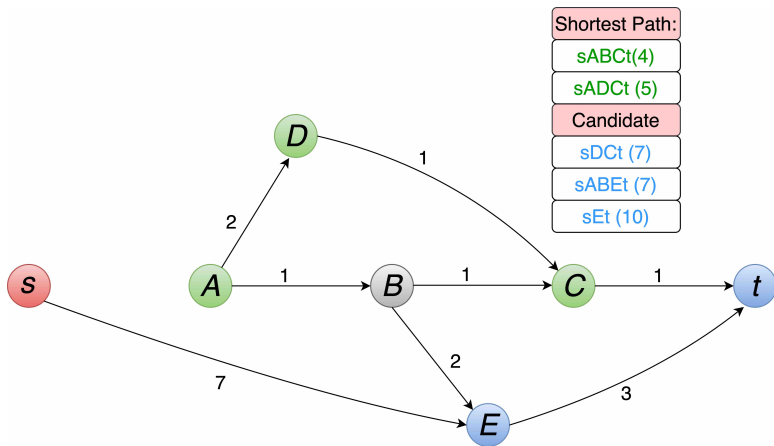 Shortest Path:
sABCt(4)
sADCt (5)
Candidate
sDCt (7)
sABEt (7)
sEt (10)
D
1
2
s
A
1
B
1
C
1
t
2
7
3
E